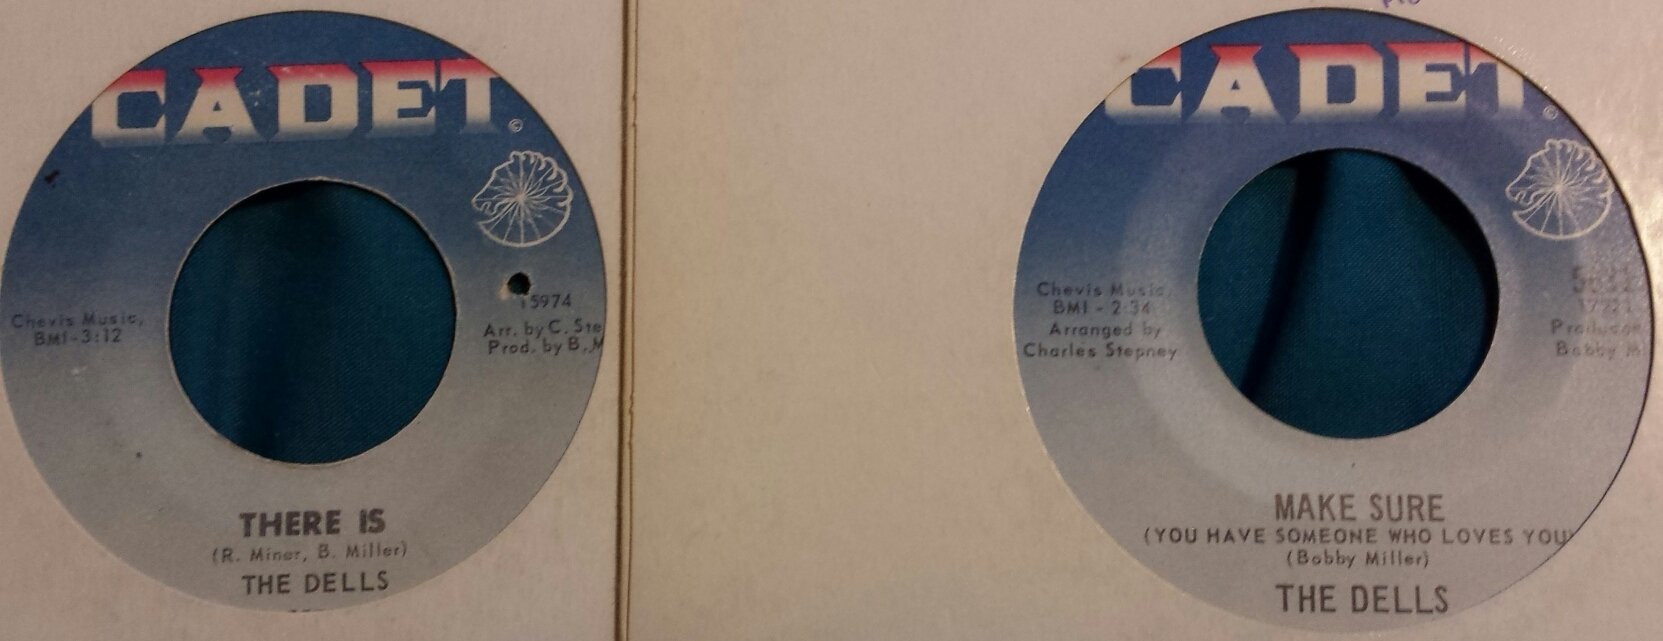 CADET
©
15974
Chevis Music,
BMI-3:12
Arr. by C. Ste
Prod. by B. M
THERE IS
(R. Miner, B. Miller)
THE DELLS
CADET
©
Chevis Music,
BMI - 2:34
Arranged by
Charles Stepney
Producer
Bobby M
MAKE SURE
(YOU HAVE SOMEONE WHO LOVES YOU)
(Bobby Miller)
THE DELLS